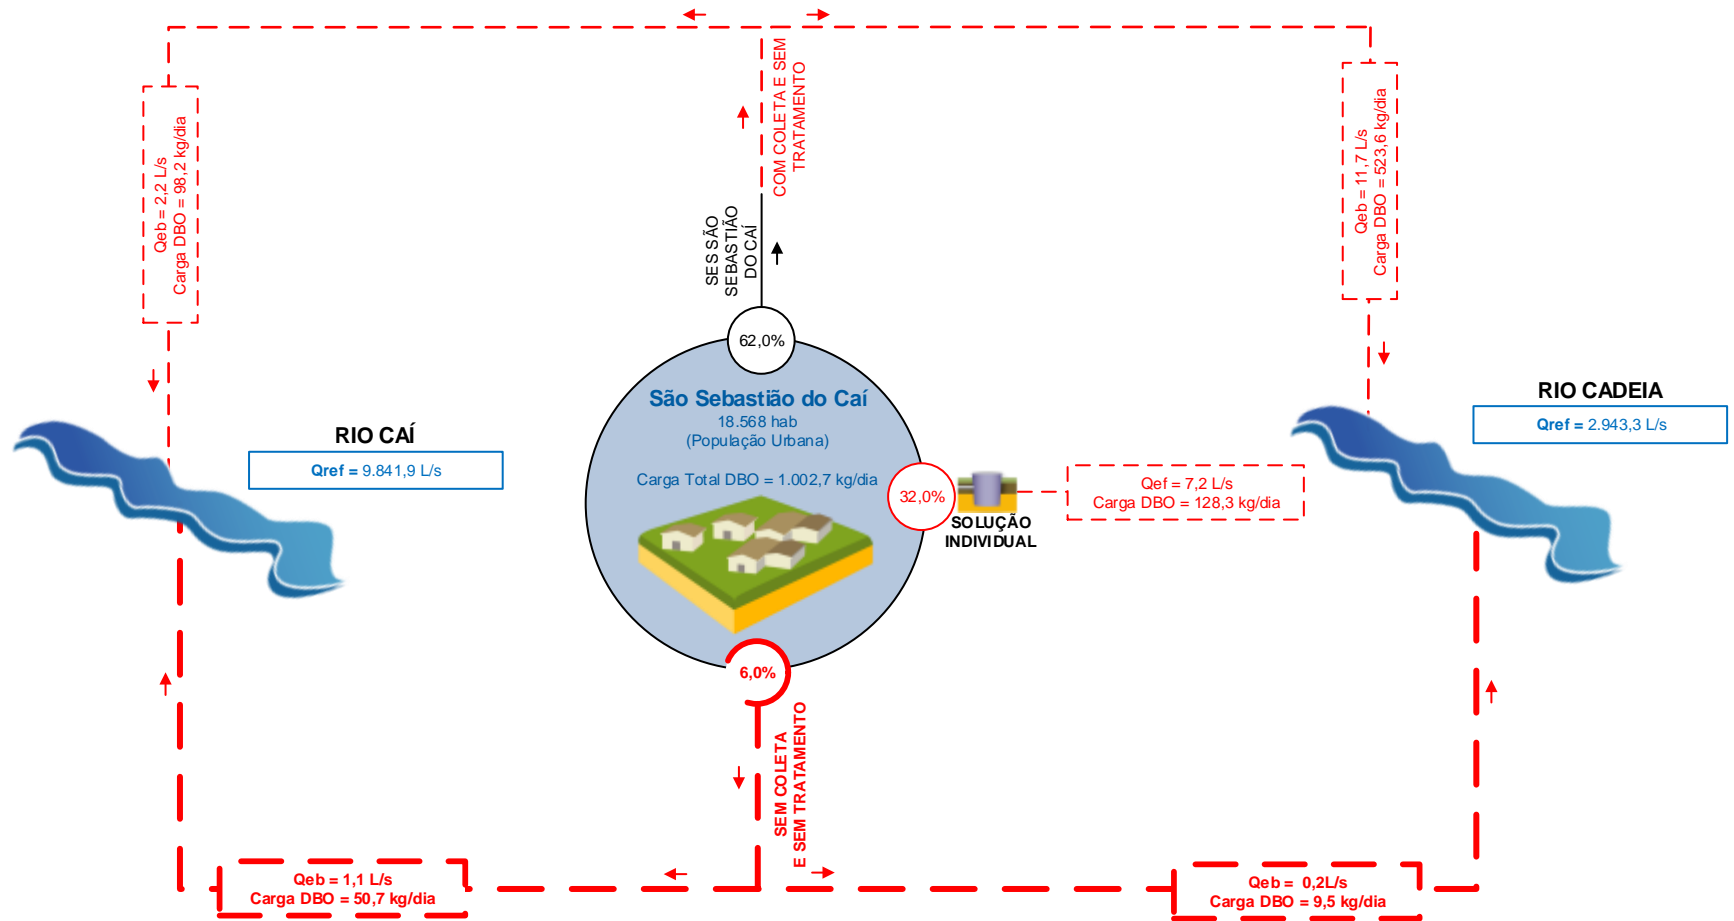 COM COLETA E SEM
TRATAMENTO
Qeb = 2,2 L/s
Carga DBO = 98,2 kg/dia
Qeb = 11,7 L/s
Carga DBO = 523,6 kg/dia
SES SÃO
SEBASTIÃO
DO CAÍ
62,0%
São Sebastião do Caí
18.568 hab
(População Urbana)
Carga Total DBO = 1.002,7 kg/dia
RIO CAÍ
Qref = 9.841,9 L/s
RIO CADEIA
Qref = 2.943,3 L/s
32,0%
SOLUÇÃO
INDIVIDUAL
Qef = 7,2 L/s
Carga DBO = 128,3 kg/dia
6,0%
SEM COLETA
E SEM TRATAMENTO
Qeb = 1,1 L/s
Carga DBO = 50,7 kg/dia
Qeb = 0,2L/s
Carga DBO = 9,5 kg/dia